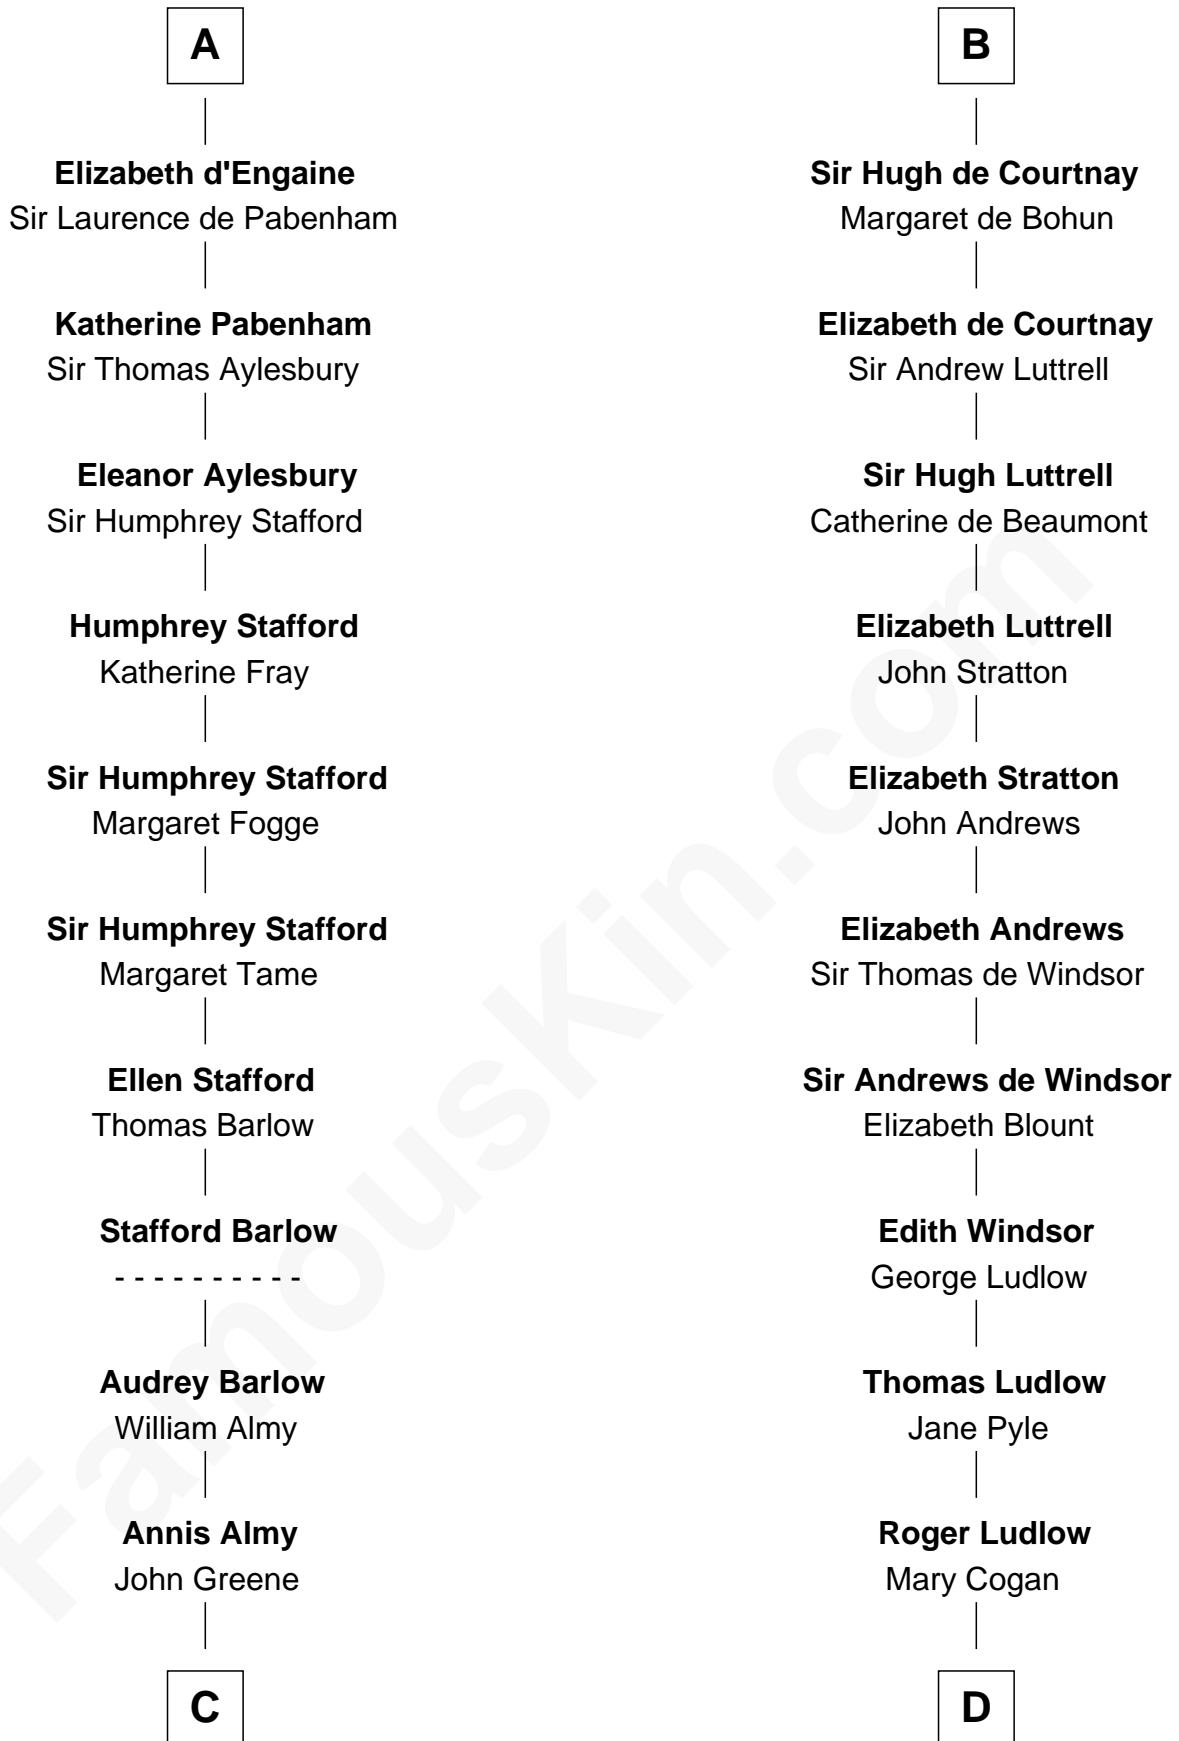 A
Elizabeth d'Engaine
Sir Laurence de Pabenham
Katherine Pabenham
Sir Thomas Aylesbury
Eleanor Aylesbury
Sir Humphrey Stafford
Humphrey Stafford
Katherine Fray
Sir Humphrey Stafford
Margaret Fogge
Sir Humphrey Stafford
Margaret Tame
Ellen Stafford
Thomas Barlow
Stafford Barlow
- - - - - - - - - -
Audrey Barlow
William Almy
Annis Almy
John Greene
C
B
Sir Hugh de Courtnay
Margaret de Bohun
Elizabeth de Courtnay
Sir Andrew Luttrell
Sir Hugh Luttrell
Catherine de Beaumont
Elizabeth Luttrell
John Stratton
Elizabeth Stratton
John Andrews
Elizabeth Andrews
Sir Thomas de Windsor
Sir Andrews de Windsor
Elizabeth Blount
Edith Windsor
George Ludlow
Thomas Ludlow
Jane Pyle
Roger Ludlow
Mary Cogan
D
FamousKin.com